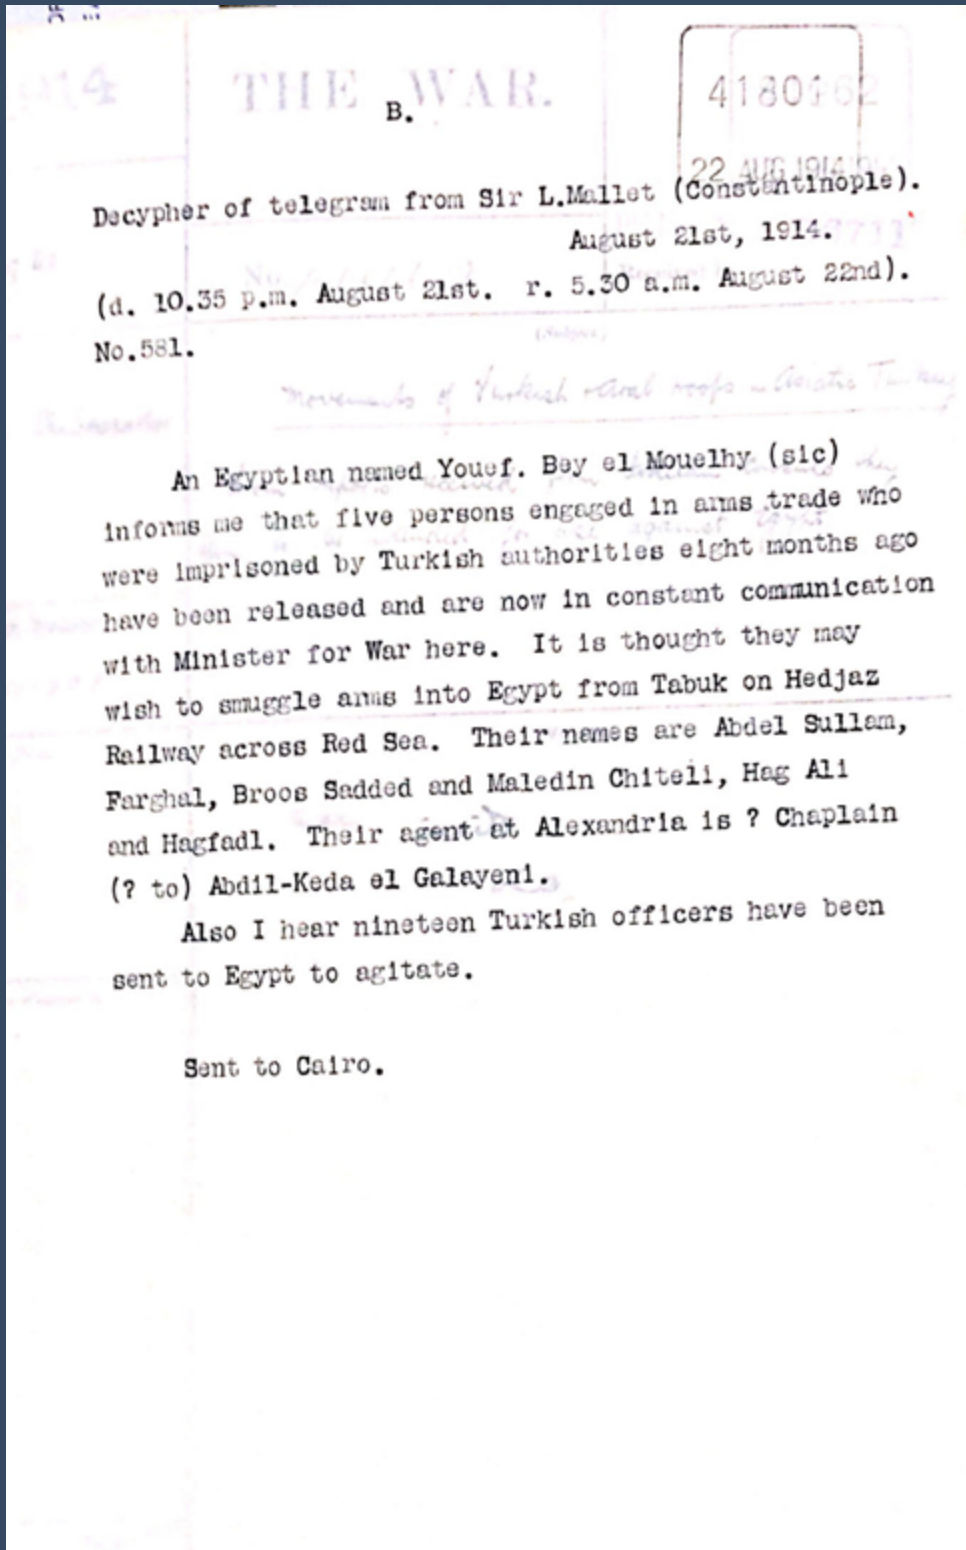 THE WAR.
B.
41801
22 AUG 1914
Decypher of telegram from Sir L.Mallet (Constantinople).
August 21st, 1914.
(d. 10.35 p.m. August 21st. r. 5.30 a.m. August 22nd).
No.581.
(Subject)
Movements of Turkish troops Asiatic Turkey
An Egyptian named Youef. Bey el Mouelhy (sic)
informs me that five persons engaged in arms trade who
were imprisoned by Turkish authorities eight months ago
have been released and are now in constant communication
with Minister for War here. It is thought they may
wish to smuggle arms into Egypt from Tabuk on Hedjaz
Railway across Red Sea. Their names are Abdel Sullam,
Farghal, Broos Sadded and Maledin Chiteli, Hag Ali
and Hagfadl. Their agent at Alexandria is ? Chaplain
(? to) Abdil-Keda el Galayeni.
Also I hear nineteen Turkish officers have been
sent to Egypt to agitate.
Sent to Cairo.